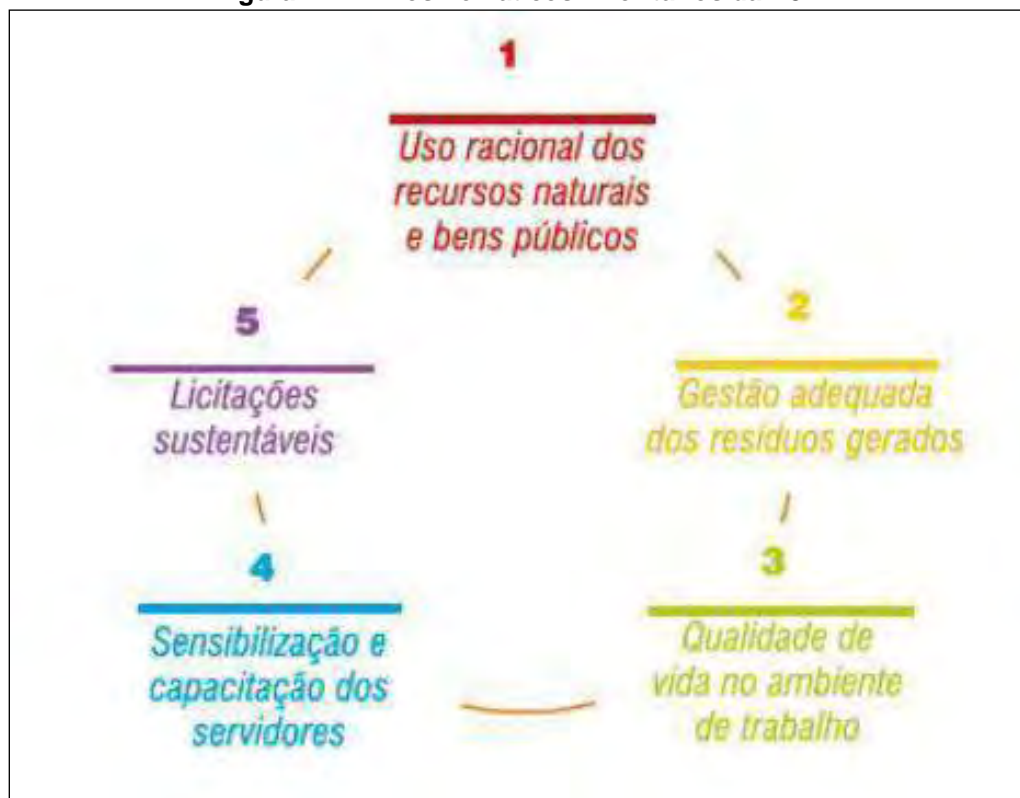 1
Uso racional dos
recursos naturais
e bens públicos
2
Gestão adequada
dos resíduos gerados
3
Qualidade de
vida no ambiente
de trabalho
4
Sensibilização e
capacitação dos
servidores
5
Licitações
sustentáveis